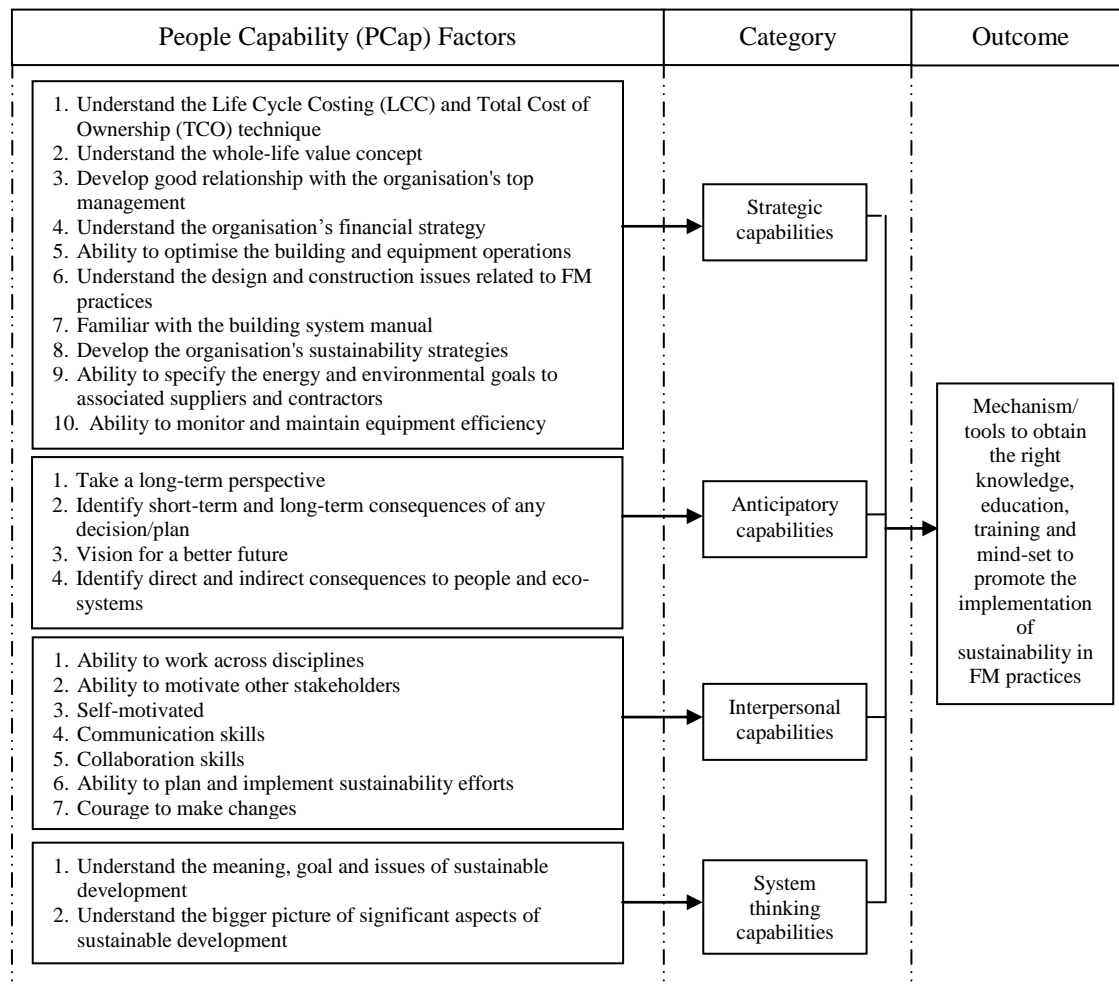 People Capability (PCap) Factors
Category
Outcome
1. Understand the Life Cycle Costing (LCC) and Total Cost of
Ownership (TCO) technique
2. Understand the whole-life value concept
3. Develop good relationship with the organisation's top
management
4. Understand the organisation’s financial strategy
5. Ability to optimise the building and equipment operations
6. Understand the design and construction issues related to FM
practices
7. Familiar with the building system manual
8. Develop the organisation's sustainability strategies
9. Ability to specify the energy and environmental goals to
associated suppliers and contractors
10. Ability to monitor and maintain equipment efficiency
Strategic
capabilities
1. Take a long-term perspective
2. Identify short-term and long-term consequences of any
decision/plan
3. Vision for a better future
4. Identify direct and indirect consequences to people and eco-
systems
Anticipatory
capabilities
1. Ability to work across disciplines
2. Ability to motivate other stakeholders
3. Self-motivated
4. Communication skills
5. Collaboration skills
6. Ability to plan and implement sustainability efforts
7. Courage to make changes
Interpersonal
capabilities
1. Understand the meaning, goal and issues of sustainable
development
2. Understand the bigger picture of significant aspects of
sustainable development
System
thinking
capabilities
Mechanism/
tools to obtain
the right
knowledge,
education,
training and
mind-set to
promote the
implementation
of
sustainability in
FM practices